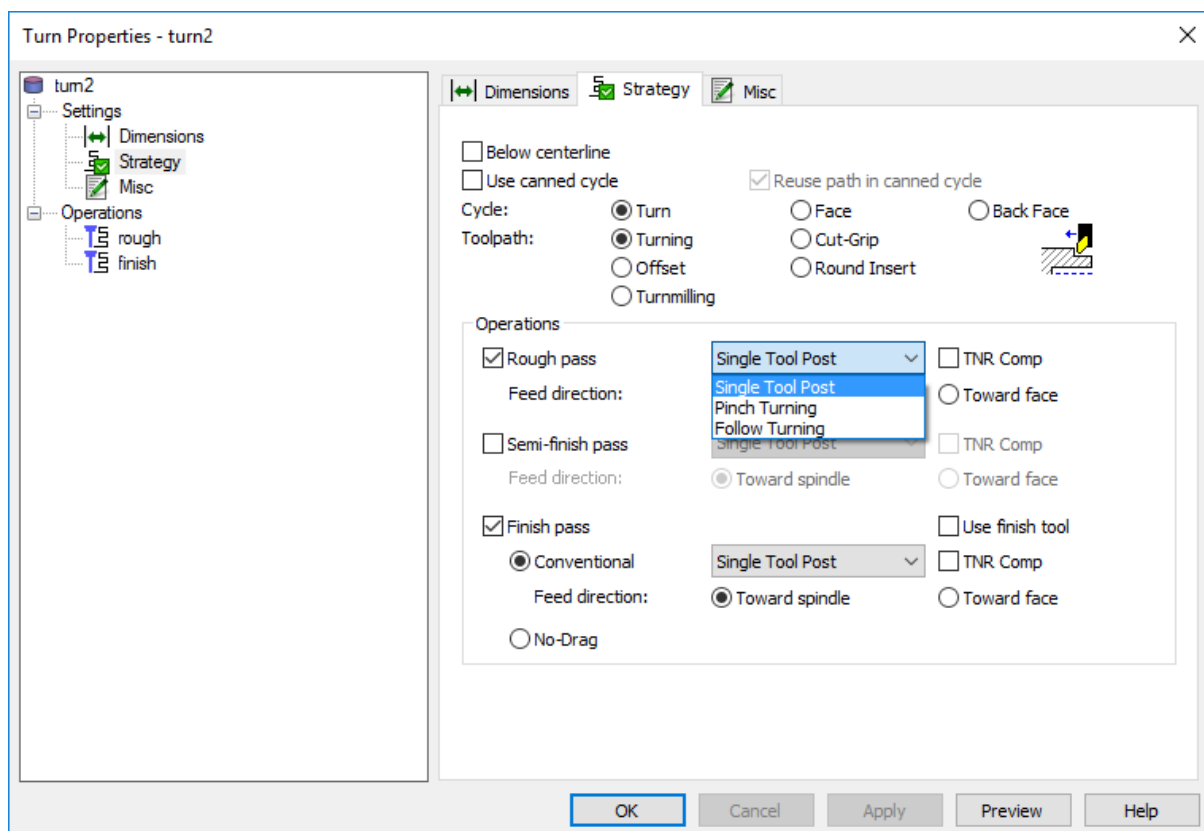 Turn Properties - turn2
turn2
Settings
Dimensions
Strategy
Misc
Operations
rough
finish
Dimensions Strategy Misc
Below centerline
Use canned cycle Reuse path in canned cycle
Cycle: Turn Face Back Face
Toolpath: Turning Cut-Grip
Offset Round Insert
Turnmilling
Operations
Rough pass Single Tool Post TNR Comp
Feed direction: Single Tool Post Toward face
Pinch Turning
Follow Turning
Semi-finish pass Single Tool Post TNR Comp
Feed direction: Toward spindle Toward face
Finish pass Use finish tool
Conventional Single Tool Post TNR Comp
Feed direction: Toward spindle Toward face
No-Drag
OK Cancel Apply Preview Help